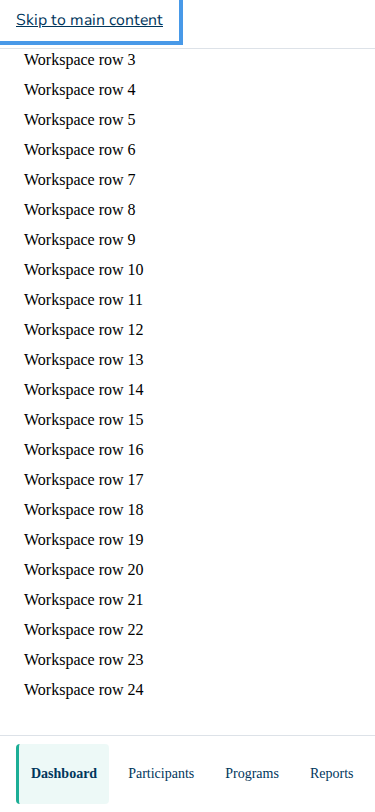 Skip to main content
Workspace row 3
Workspace row 4
Workspace row 5
Workspace row 6
Workspace row 7
Workspace row 8
Workspace row 9
Workspace row 10
Workspace row 11
Workspace row 12
Workspace row 13
Workspace row 14
Workspace row 15
Workspace row 16
Workspace row 17
Workspace row 18
Workspace row 19
Workspace row 20
Workspace row 21
Workspace row 22
Workspace row 23
Workspace row 24
Dashboard Participants Programs Reports